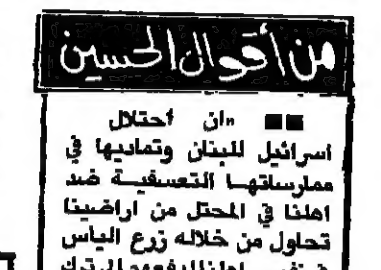 من أقوال الحسين
"ان احتلال
اسرائيل للبنان وتماديها في
ممارساتها التعسفية ضد
اهلنا في المحتل من اراضينا
تحاول من خلاله زرع الياس